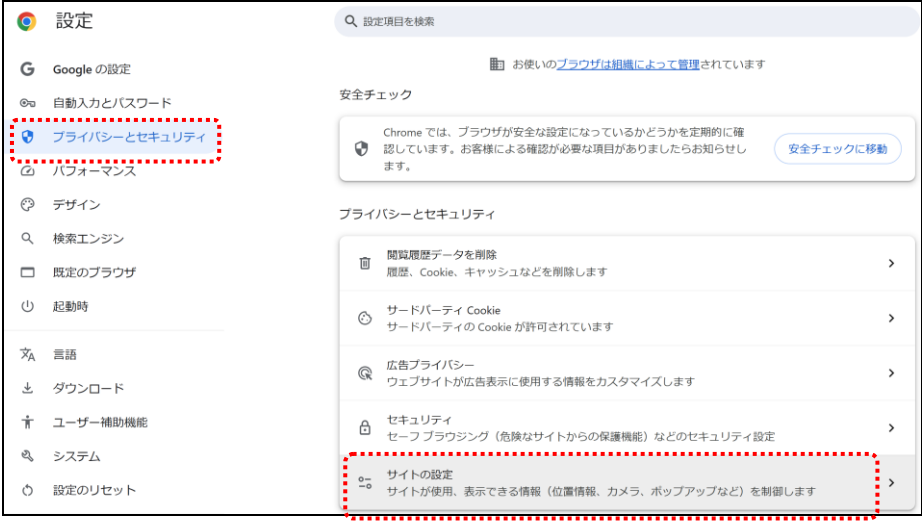 設定
設定項目を検索
Google の設定
自動入力とパスワード
プライバシーとセキュリティ
パフォーマンス
デザイン
検索エンジン
既定のブラウザ
起動時
言語
ダウンロード
ユーザー補助機能
システム
設定のリセット
お使いのブラウザは組織によって管理されています
安全チェック
Chrome では、ブラウザが安全な設定になっているかどうかを定期的に確
認しています。お客様による確認が必要な項目がありましたらお知らせし
ます。
安全チェックに移動
プライバシーとセキュリティ
閲覧履歴データを削除
履歴、Cookie、キャッシュなどを削除します
サードパーティ Cookie
サードパーティの Cookie が許可されています
広告プライバシー
ウェブサイトが広告表示に使用する情報をカスタマイズします
セキュリティ
セーフ ブラウジング（危険なサイトからの保護機能）などのセキュリティ設定
サイトの設定
サイトが使用、表示できる情報（位置情報、カメラ、ポップアップなど）を制御します